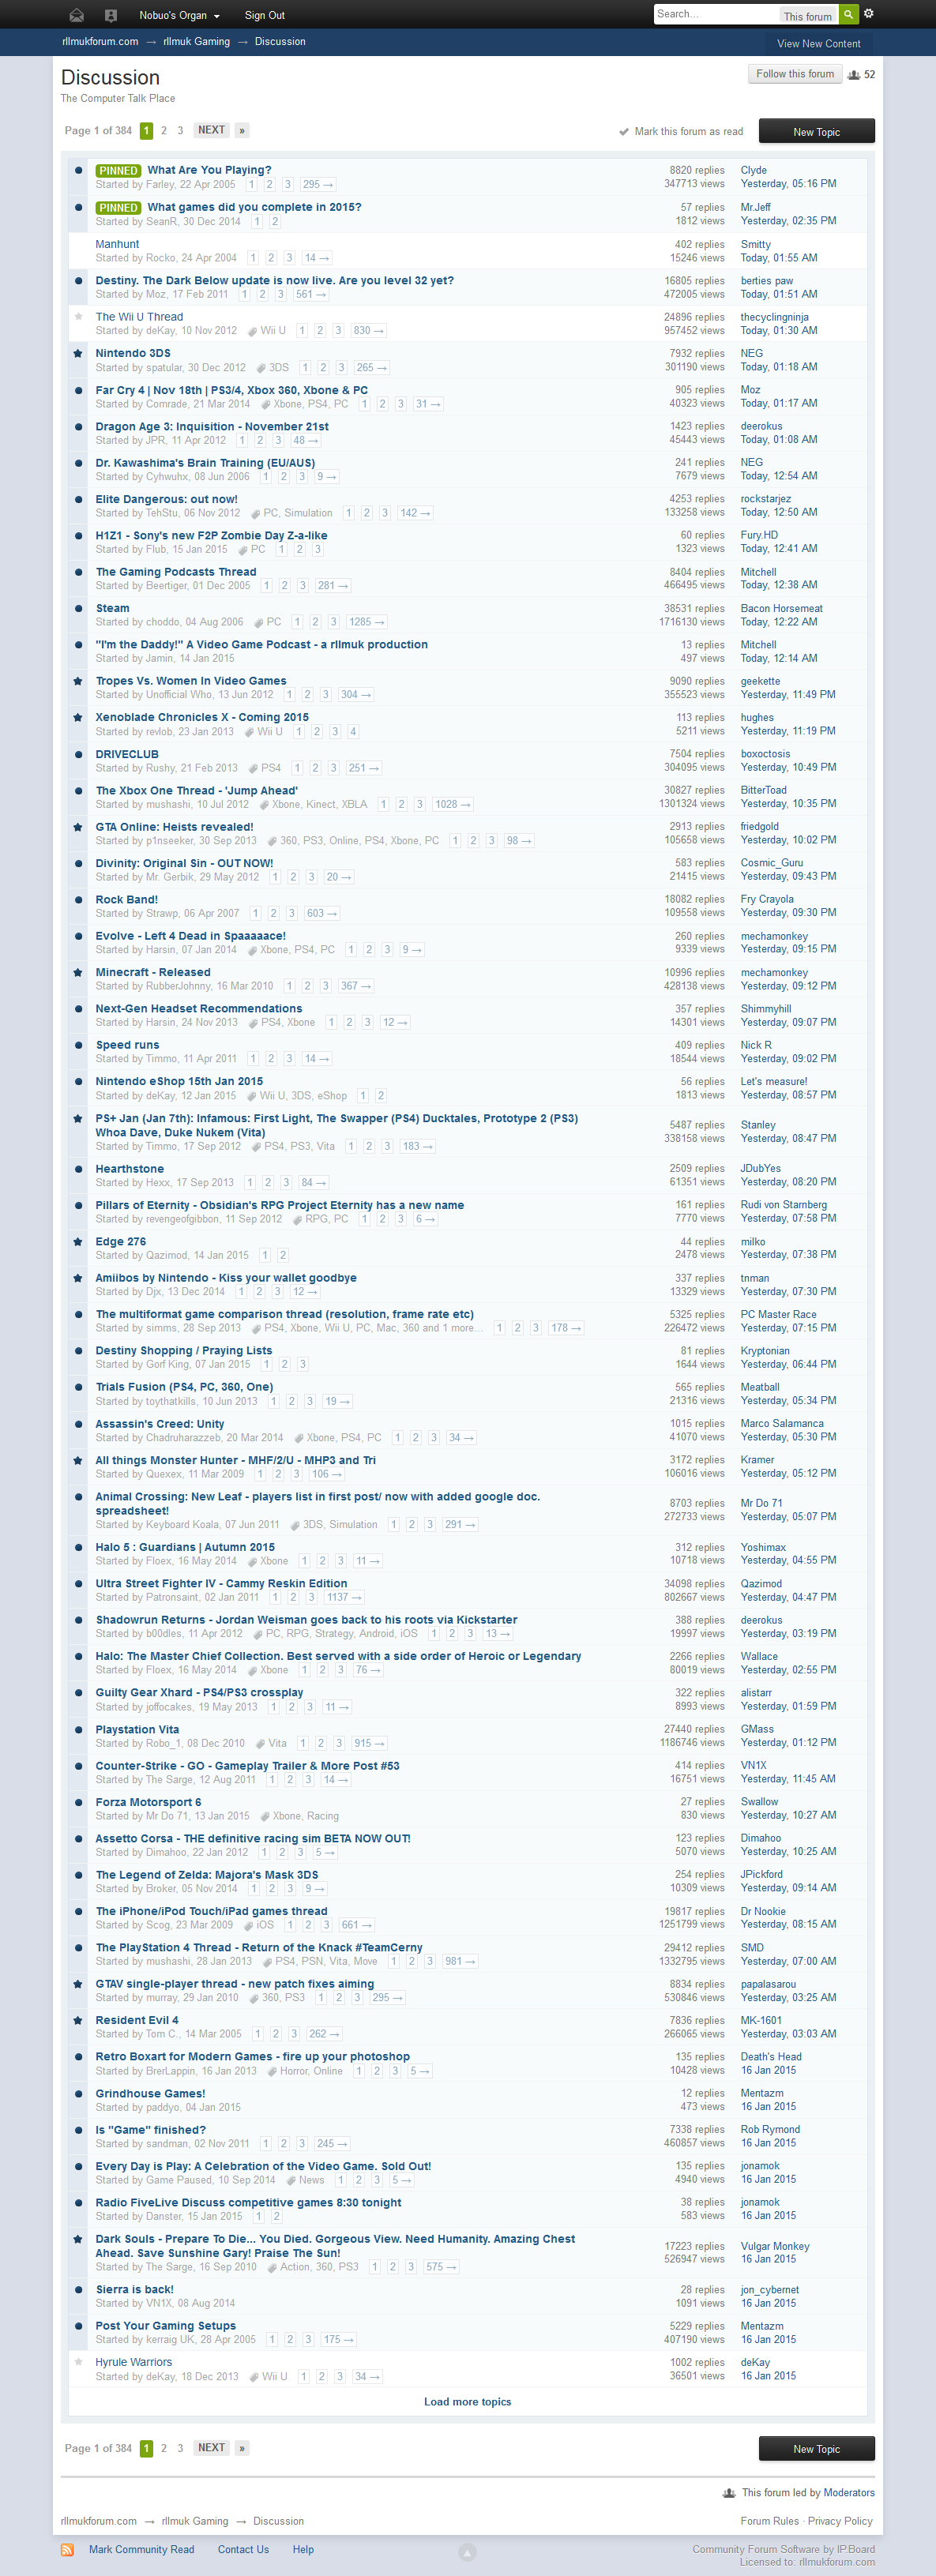 Nobuo's Organ Sign Out Search... This forum
rllmukforum.com → rllmuk Gaming → Discussion View New Content
Discussion Follow this forum 52
The Computer Talk Place
Page 1 of 384 1 2 3 NEXT » Mark this forum as read New Topic
PINNED What Are You Playing? 8820 replies Clyde
Started by Farley, 22 Apr 2005 1 2 3 295 → 347713 views Yesterday, 05:16 PM
PINNED What games did you complete in 2015? 57 replies Mr.Jeff
Started by SeanR, 30 Dec 2014 1 2 1812 views Yesterday, 02:35 PM
Manhunt 402 replies Smitty
Started by Rocko, 24 Apr 2004 1 2 3 14 → 15246 views Today, 01:55 AM
Destiny. The Dark Below update is now live. Are you level 32 yet? 16805 replies berties paw
Started by Moz, 17 Feb 2011 1 2 3 561 → 472005 views Today, 01:51 AM
The Wii U Thread 24896 replies thecyclingninja
Started by deKay, 10 Nov 2012 Wii U 1 2 3 830 → 957452 views Today, 01:30 AM
Nintendo 3DS 7932 replies NEG
Started by spatular, 30 Dec 2012 3DS 1 2 3 265 → 301190 views Today, 01:18 AM
Far Cry 4 | Nov 18th | PS3/4, Xbox 360, Xbone & PC 905 replies Moz
Started by Comrade, 21 Mar 2014 Xbone, PS4, PC 1 2 3 31 → 40323 views Today, 01:17 AM
Dragon Age 3: Inquisition - November 21st 1423 replies deerokus
Started by JPR, 11 Apr 2012 1 2 3 48 → 45443 views Today, 01:08 AM
Dr. Kawashima's Brain Training (EU/AUS) 241 replies NEG
Started by Cyhwuhx, 08 Jun 2006 1 2 3 9 → 7679 views Today, 12:54 AM
Elite Dangerous: out now! 4253 replies rockstarjez
Started by TehStu, 06 Nov 2012 PC, Simulation 1 2 3 142 → 133258 views Today, 12:50 AM
H1Z1 - Sony's new F2P Zombie Day Z-a-like 60 replies Fury.HD
Started by Flub, 15 Jan 2015 PC 1 2 3 1323 views Today, 12:41 AM
The Gaming Podcasts Thread 8404 replies Mitchell
Started by Beertiger, 01 Dec 2005 1 2 3 281 → 466495 views Today, 12:38 AM
Steam 38531 replies Bacon Horsemeat
Started by choddo, 04 Aug 2006 PC 1 2 3 1285 → 1716130 views Today, 12:22 AM
"I'm the Daddy!" A Video Game Podcast - a rllmuk production 13 replies Mitchell
Started by Jamin, 14 Jan 2015 497 views Today, 12:14 AM
Tropes Vs. Women In Video Games 9090 replies geekette
Started by Unofficial Who, 13 Jun 2012 1 2 3 304 → 355523 views Yesterday, 11:49 PM
Xenoblade Chronicles X - Coming 2015 113 replies hughes
Started by revlob, 23 Jan 2013 Wii U 1 2 3 4 5211 views Yesterday, 11:19 PM
DRIVECLUB 7504 replies boxoctosis
Started by Rushy, 21 Feb 2013 PS4 1 2 3 251 → 304095 views Yesterday, 10:49 PM
The Xbox One Thread - 'Jump Ahead' 30827 replies BitterToad
Started by mushashi, 10 Jul 2012 Xbone, Kinect, XBLA 1 2 3 1028 → 1301324 views Yesterday, 10:35 PM
GTA Online: Heists revealed! 2913 replies friedgold
Started by p1nseeker, 30 Sep 2013 360, PS3, Online, PS4, Xbone, PC 1 2 3 98 → 105658 views Yesterday, 10:02 PM
Divinity: Original Sin - OUT NOW! 583 replies Cosmic_Guru
Started by Mr. Gerbik, 29 May 2012 1 2 3 20 → 21415 views Yesterday, 09:43 PM
Rock Band! 18082 replies Fry Crayola
Started by Strawp, 06 Apr 2007 1 2 3 603 → 109558 views Yesterday, 09:30 PM
Evolve - Left 4 Dead in Spaaaaace! 260 replies mechamonkey
Started by Harsin, 07 Jan 2014 Xbone, PS4, PC 1 2 3 9 → 9339 views Yesterday, 09:15 PM
Minecraft - Released 10996 replies mechamonkey
Started by RubberJohnny, 16 Mar 2010 1 2 3 367 → 428138 views Yesterday, 09:12 PM
Next-Gen Headset Recommendations 357 replies Shimmyhill
Started by Harsin, 24 Nov 2013 PS4, Xbone 1 2 3 12 → 14301 views Yesterday, 09:07 PM
Speed runs 409 replies Nick R
Started by Timmo, 11 Apr 2011 1 2 3 14 → 18544 views Yesterday, 09:02 PM
Nintendo eShop 15th Jan 2015 56 replies Let's measure!
Started by deKay, 12 Jan 2015 Wii U, 3DS, eShop 1 2 1813 views Yesterday, 08:57 PM
PS+ Jan (Jan 7th): Infamous: First Light, The Swapper (PS4) Ducktales, Prototype 2 (PS3)
Whoa Dave, Duke Nukem (Vita) 5487 replies Stanley
Started by Timmo, 17 Sep 2012 PS4, PS3, Vita 1 2 3 183 → 338158 views Yesterday, 08:47 PM
Hearthstone 2509 replies JDubYes
Started by Hexx, 17 Sep 2013 1 2 3 84 → 61351 views Yesterday, 08:20 PM
Pillars of Eternity - Obsidian's RPG Project Eternity has a new name 161 replies Rudi von Starnberg
Started by revengeofgibbon, 11 Sep 2012 RPG, PC 1 2 3 6 → 7770 views Yesterday, 07:58 PM
Edge 276 44 replies milko
Started by Qazimod, 14 Jan 2015 1 2 2478 views Yesterday, 07:38 PM
Amiibos by Nintendo - Kiss your wallet goodbye 337 replies tnman
Started by Djx, 13 Dec 2014 1 2 3 12 → 13329 views Yesterday, 07:30 PM
The multiformat game comparison thread (resolution, frame rate etc) 5325 replies PC Master Race
Started by simms, 28 Sep 2013 PS4, Xbone, Wii U, PC, Mac, 360 and 1 more... 1 2 3 178 → 226472 views Yesterday, 07:15 PM
Destiny Shopping / Praying Lists 81 replies Kryptonian
Started by Gorf King, 07 Jan 2015 1 2 3 1644 views Yesterday, 06:44 PM
Trials Fusion (PS4, PC, 360, One) 565 replies Meatball
Started by toythatkills, 10 Jun 2013 1 2 3 19 → 21316 views Yesterday, 05:34 PM
Assassin's Creed: Unity 1015 replies Marco Salamanca
Started by Chadruharazzeb, 20 Mar 2014 Xbone, PS4, PC 1 2 3 34 → 41070 views Yesterday, 05:30 PM
All things Monster Hunter - MHF/2/U - MHP3 and Tri 3172 replies Kramer
Started by Quexex, 11 Mar 2009 1 2 3 106 → 106016 views Yesterday, 05:12 PM
Animal Crossing: New Leaf - players list in first post/ now with added google doc.
spreadsheet! 8703 replies Mr Do 71
Started by Keyboard Koala, 07 Jun 2011 3DS, Simulation 1 2 3 291 → 272733 views Yesterday, 05:07 PM
Halo 5 : Guardians | Autumn 2015 312 replies Yoshimax
Started by Floex, 16 May 2014 Xbone 1 2 3 11 → 10718 views Yesterday, 04:55 PM
Ultra Street Fighter IV - Cammy Reskin Edition 34098 replies Qazimod
Started by Patronsaint, 02 Jan 2011 1 2 3 1137 → 802667 views Yesterday, 04:47 PM
Shadowrun Returns - Jordan Weisman goes back to his roots via Kickstarter 388 replies deerokus
Started by b00dles, 11 Apr 2012 PC, RPG, Strategy, Android, iOS 1 2 3 13 → 19997 views Yesterday, 03:19 PM
Halo: The Master Chief Collection. Best served with a side order of Heroic or Legendary 2266 replies Wallace
Started by Floex, 16 May 2014 Xbone 1 2 3 76 → 80019 views Yesterday, 02:55 PM
Guilty Gear Xhard - PS4/PS3 crossplay 322 replies alistarr
Started by joffocakes, 19 May 2013 1 2 3 11 → 8993 views Yesterday, 01:59 PM
Playstation Vita 27440 replies GMass
Started by Robo_1, 08 Dec 2010 Vita 1 2 3 915 → 1186746 views Yesterday, 01:12 PM
Counter-Strike - GO - Gameplay Trailer & More Post #53 414 replies VN1X
Started by The Sarge, 12 Aug 2011 1 2 3 14 → 16751 views Yesterday, 11:45 AM
Forza Motorsport 6 27 replies Swallow
Started by Mr Do 71, 13 Jan 2015 Xbone, Racing 830 views Yesterday, 10:27 AM
Assetto Corsa - THE definitive racing sim BETA NOW OUT! 123 replies Dimahoo
Started by Dimahoo, 22 Jan 2012 1 2 3 5 → 5070 views Yesterday, 10:25 AM
The Legend of Zelda: Majora's Mask 3DS 254 replies JPickford
Started by Broker, 05 Nov 2014 1 2 3 9 → 10309 views Yesterday, 09:14 AM
The iPhone/iPod Touch/iPad games thread 19817 replies Dr Nookie
Started by Scog, 23 Mar 2009 iOS 1 2 3 661 → 1251799 views Yesterday, 08:15 AM
The PlayStation 4 Thread - Return of the Knack #TeamCerny 29412 replies SMD
Started by mushashi, 28 Jan 2013 PS4, PSN, Vita, Move 1 2 3 981 → 1332795 views Yesterday, 07:00 AM
GTAV single-player thread - new patch fixes aiming 8834 replies papalasarou
Started by murray, 29 Jan 2010 360, PS3 1 2 3 295 → 530846 views Yesterday, 03:25 AM
Resident Evil 4 7836 replies MK-1601
Started by Tom C., 14 Mar 2005 1 2 3 262 → 266065 views Yesterday, 03:03 AM
Retro Boxart for Modern Games - fire up your photoshop 135 replies Death's Head
Started by BrerLappin, 16 Jan 2013 Horror, Online 1 2 3 5 → 10428 views 16 Jan 2015
Grindhouse Games! 12 replies Mentazm
Started by paddyo, 04 Jan 2015 473 views 16 Jan 2015
Is "Game" finished? 7338 replies Rob Rymond
Started by sandman, 02 Nov 2011 1 2 3 245 → 460857 views 16 Jan 2015
Every Day is Play: A Celebration of the Video Game. Sold Out! 135 replies jonamok
Started by Game Paused, 10 Sep 2014 News 1 2 3 5 → 4940 views 16 Jan 2015
Radio FiveLive Discuss competitive games 8:30 tonight 38 replies jonamok
Started by Danster, 15 Jan 2015 1 2 583 views 16 Jan 2015
Dark Souls - Prepare To Die... You Died. Gorgeous View. Need Humanity. Amazing Chest
Ahead. Save Sunshine Gary! Praise The Sun! 17223 replies Vulgar Monkey
Started by The Sarge, 16 Sep 2010 Action, 360, PS3 1 2 3 575 → 526947 views 16 Jan 2015
Sierra is back! 28 replies jon_cybernet
Started by VN1X, 08 Aug 2014 1091 views 16 Jan 2015
Post Your Gaming Setups 5229 replies Mentazm
Started by kerraig UK, 28 Apr 2005 1 2 3 175 → 407190 views 16 Jan 2015
Hyrule Warriors 1002 replies deKay
Started by deKay, 18 Dec 2013 Wii U 1 2 3 34 → 36501 views 16 Jan 2015
Load more topics
Page 1 of 384 1 2 3 NEXT » New Topic
This forum led by Moderators
rllmukforum.com → rllmuk Gaming → Discussion Forum Rules · Privacy Policy
Mark Community Read Contact Us Help Community Forum Software by IP.Board
Licensed to: rllmukforum.com